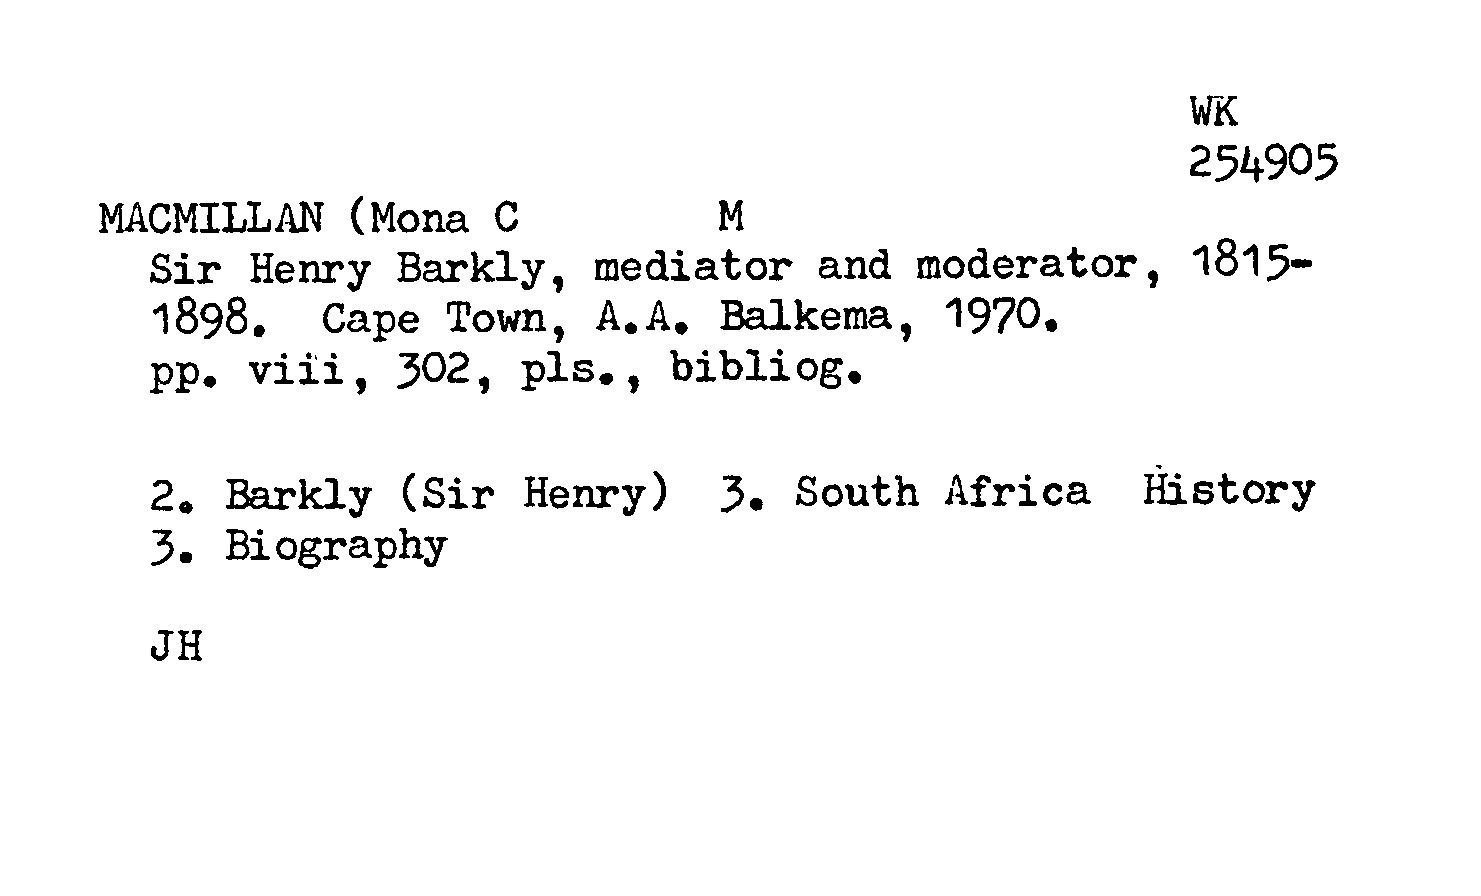 WK
254905
MACMILLAN (Mona C M
Sir Henry Barkly, mediator and moderator, 1815-
1898. Cape Town, A.A. Balkema, 1970.
pp. viii, 302, pls., bibliog.
2. Barkly (Sir Henry) 3. South Africa History
3. Biography
JH